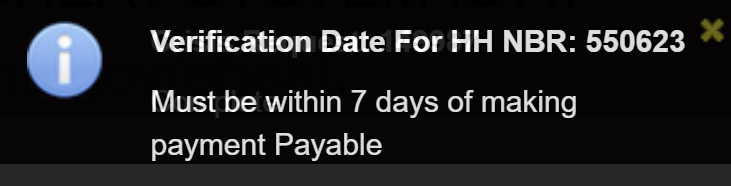 Verification Date For HH NBR: 550623
Must be within 7 days of making
payment Payable